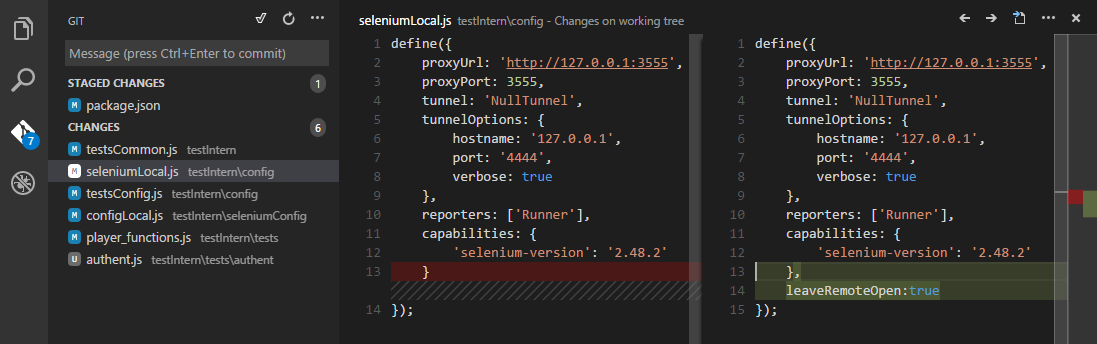 GIT
Message (press Ctrl+Enter to commit)
STAGED CHANGES 1
M package.json
CHANGES 6
M testsCommon.js testIntern
M seleniumLocal.js testIntern\config
M testsConfig.js testIntern\config
M configLocal.js testIntern\seleniumConfig
M player_functions.js testIntern\tests
U authent.js testIntern\tests\authent
7
seleniumLocal.js testIntern\config - Changes on working tree
1 define({
2 proxyUrl: 'http://127.0.0.1:3555',
3 proxyPort: 3555,
4 tunnel: 'NullTunnel',
5 tunnelOptions: {
6 hostname: '127.0.0.1',
7 port: '4444',
8 verbose: true
9 },
10 reporters: ['Runner'],
11 capabilities: {
12 'selenium-version': '2.48.2'
13 }
14 });
1 define({
2 proxyUrl: 'http://127.0.0.1:3555',
3 proxyPort: 3555,
4 tunnel: 'NullTunnel',
5 tunnelOptions: {
6 hostname: '127.0.0.1',
7 port: '4444',
8 verbose: true
9 },
10 reporters: ['Runner'],
11 capabilities: {
12 'selenium-version': '2.48.2'
13 },
14 leaveRemoteOpen:true
15 });